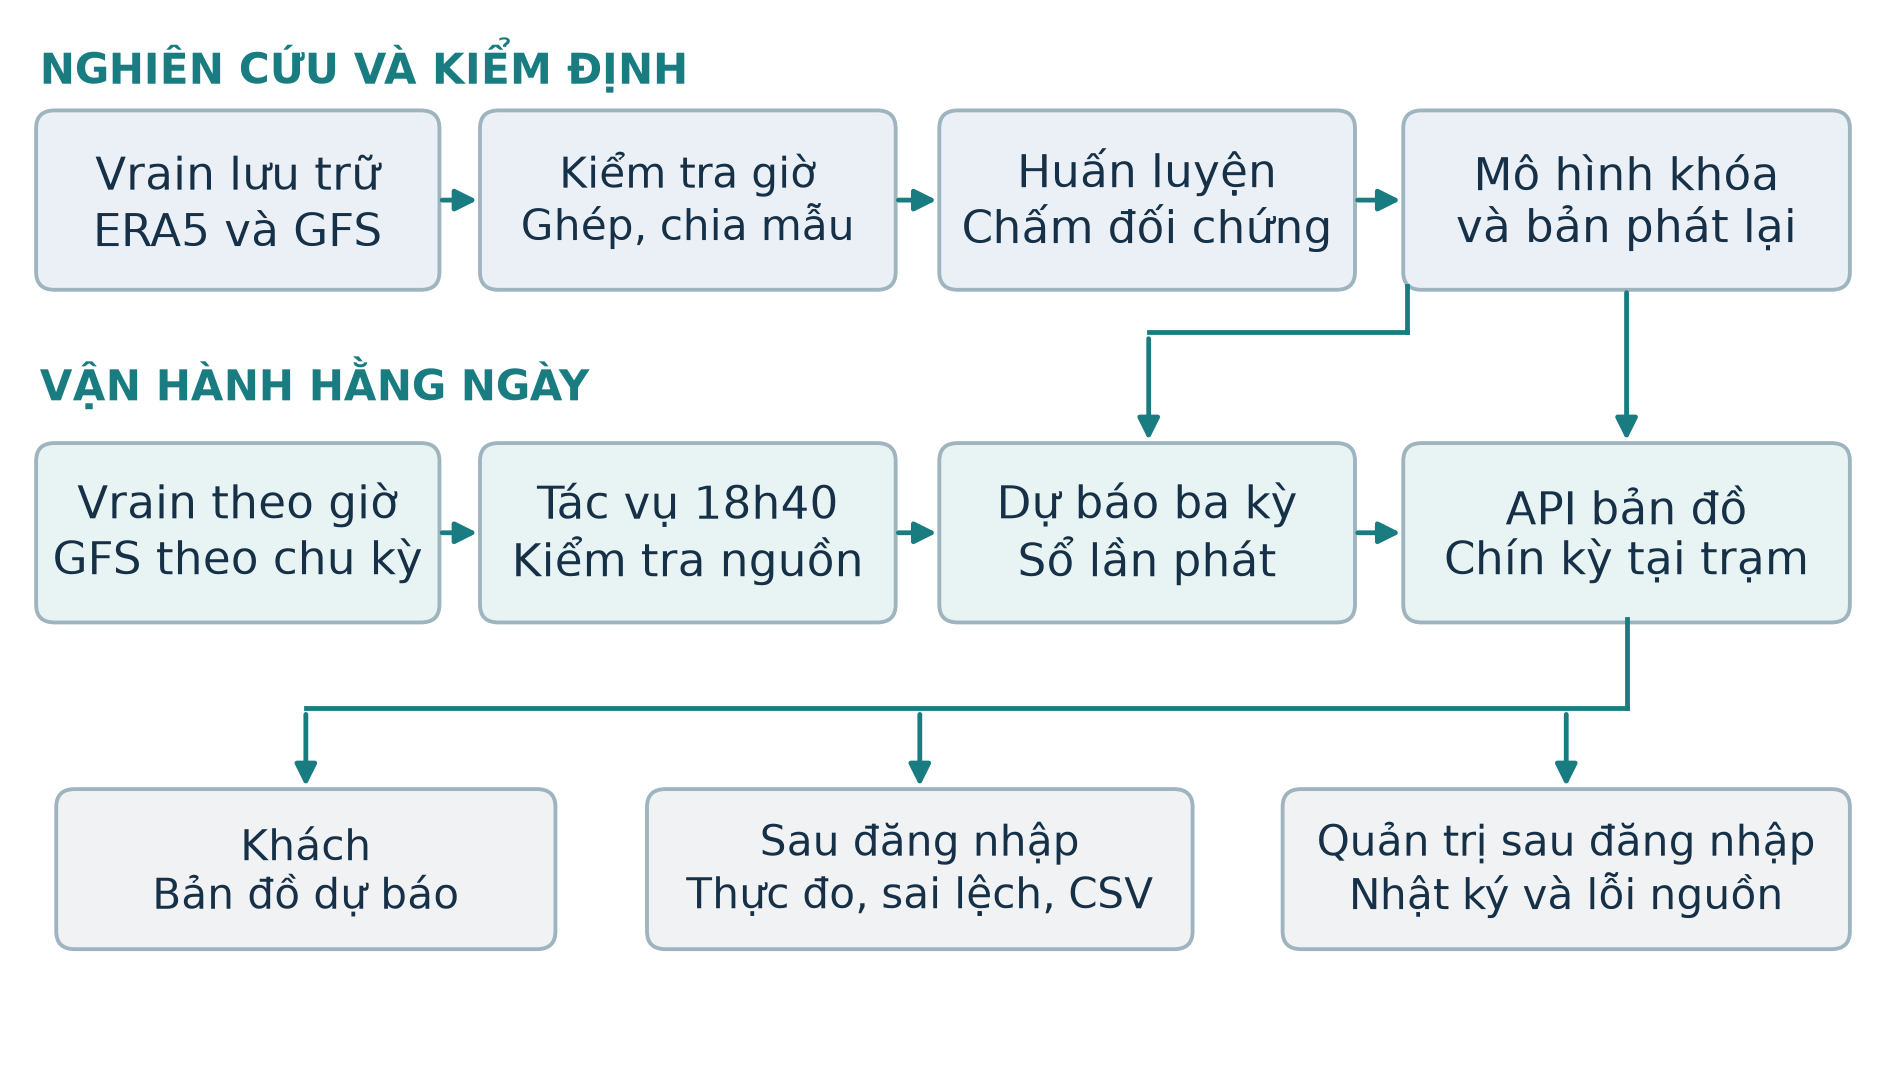 NGHIÊN CỨU VÀ KIỂM ĐỊNH
Vrain lưu trữ
ERA5 và GFS
Kiểm tra giờ
Ghép, chia mẫu
Huấn luyện
Chấm đối chứng
Mô hình khóa
và bản phát lại
VẬN HÀNH HẰNG NGÀY
Vrain theo giờ
GFS theo chu kỳ
Tác vụ 18h40
Kiểm tra nguồn
Dự báo ba kỳ
Sổ lần phát
API bản đồ
Chín kỳ tại trạm
Khách
Bản đồ dự báo
Sau đăng nhập
Thực đo, sai lệch, CSV
Quản trị sau đăng nhập
Nhật ký và lỗi nguồn